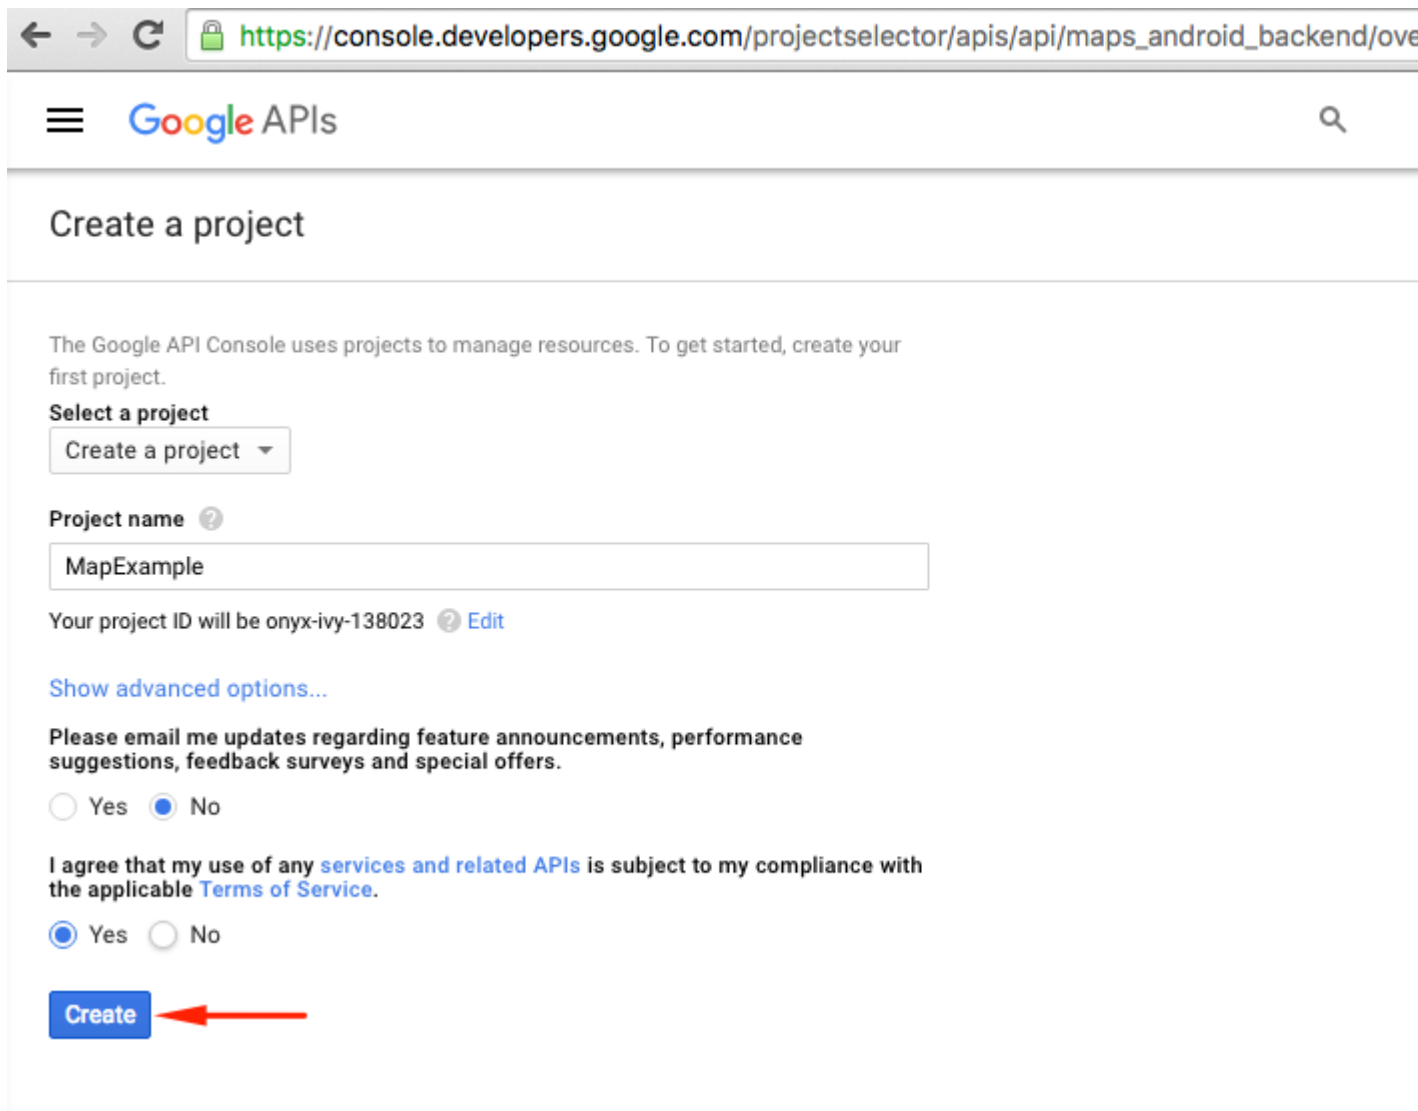 https://console.developers.google.com/projectselector/apis/api/maps_android_backend/ove
Google APIs
Create a project
The Google API Console uses projects to manage resources. To get started, create your
first project.
Select a project
Create a project
Project name ?
MapExample
Your project ID will be onyx-ivy-138023 ? Edit
Show advanced options...
Please email me updates regarding feature announcements, performance
suggestions, feedback surveys and special offers.
Yes No
I agree that my use of any services and related APIs is subject to my compliance with
the applicable Terms of Service.
Yes No
Create